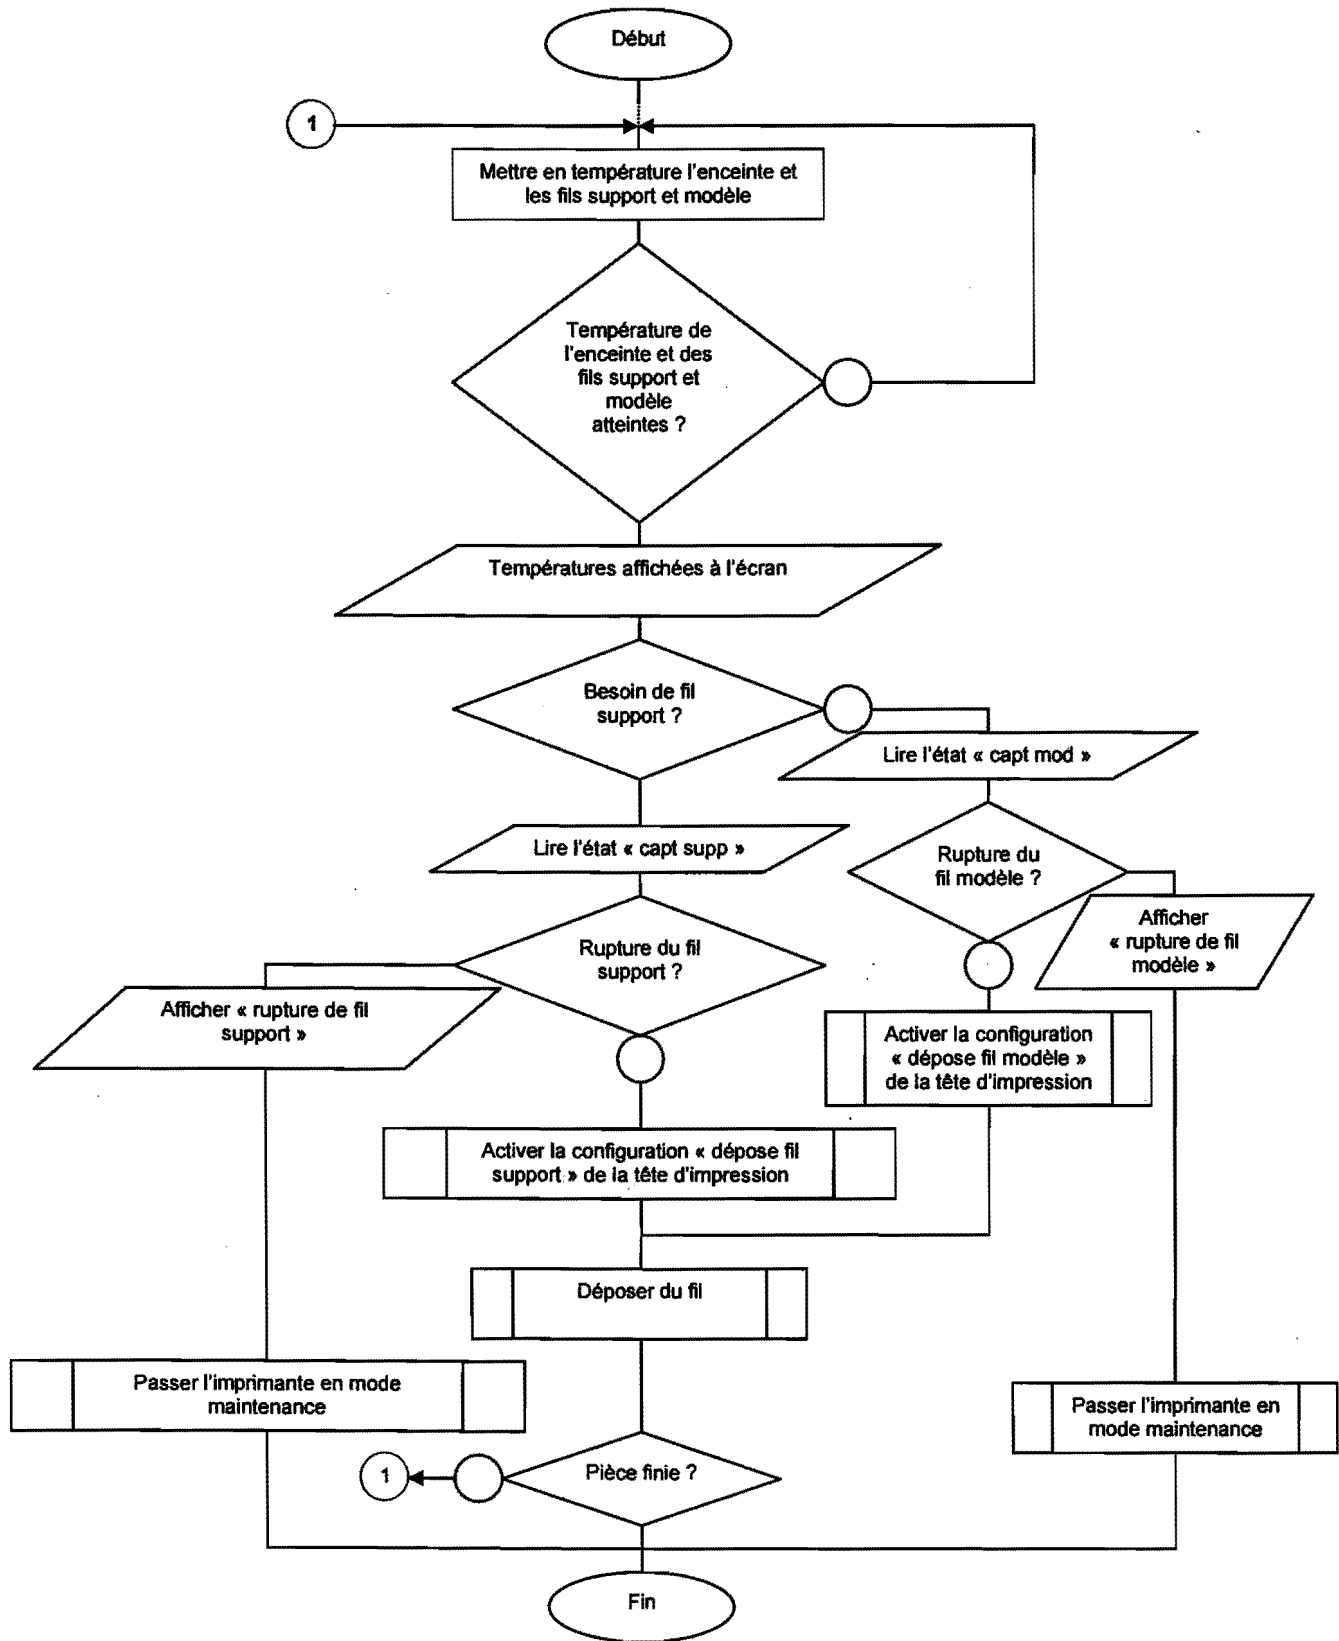 Début
1
Mettre en température l'enceinte et
les fils support et modèle
Température de
l'enceinte et des
fils support et
modèle
atteintes ?
Températures affichées à l'écran
Besoin de fil
support ?
Lire l'état « capt mod »
Lire l'état « capt supp »
Rupture du
fil modèle ?
Afficher
« rupture de fil
modèle »
Rupture du fil
support ?
Afficher « rupture de fil
support »
Activer la configuration
« dépose fil modèle »
de la tête d'impression
Activer la configuration « dépose fil
support » de la tête d'impression
Déposer du fil
Passer l'imprimante en mode
maintenance
Passer l'imprimante en
mode maintenance
Pièce finie ?
1
Fin